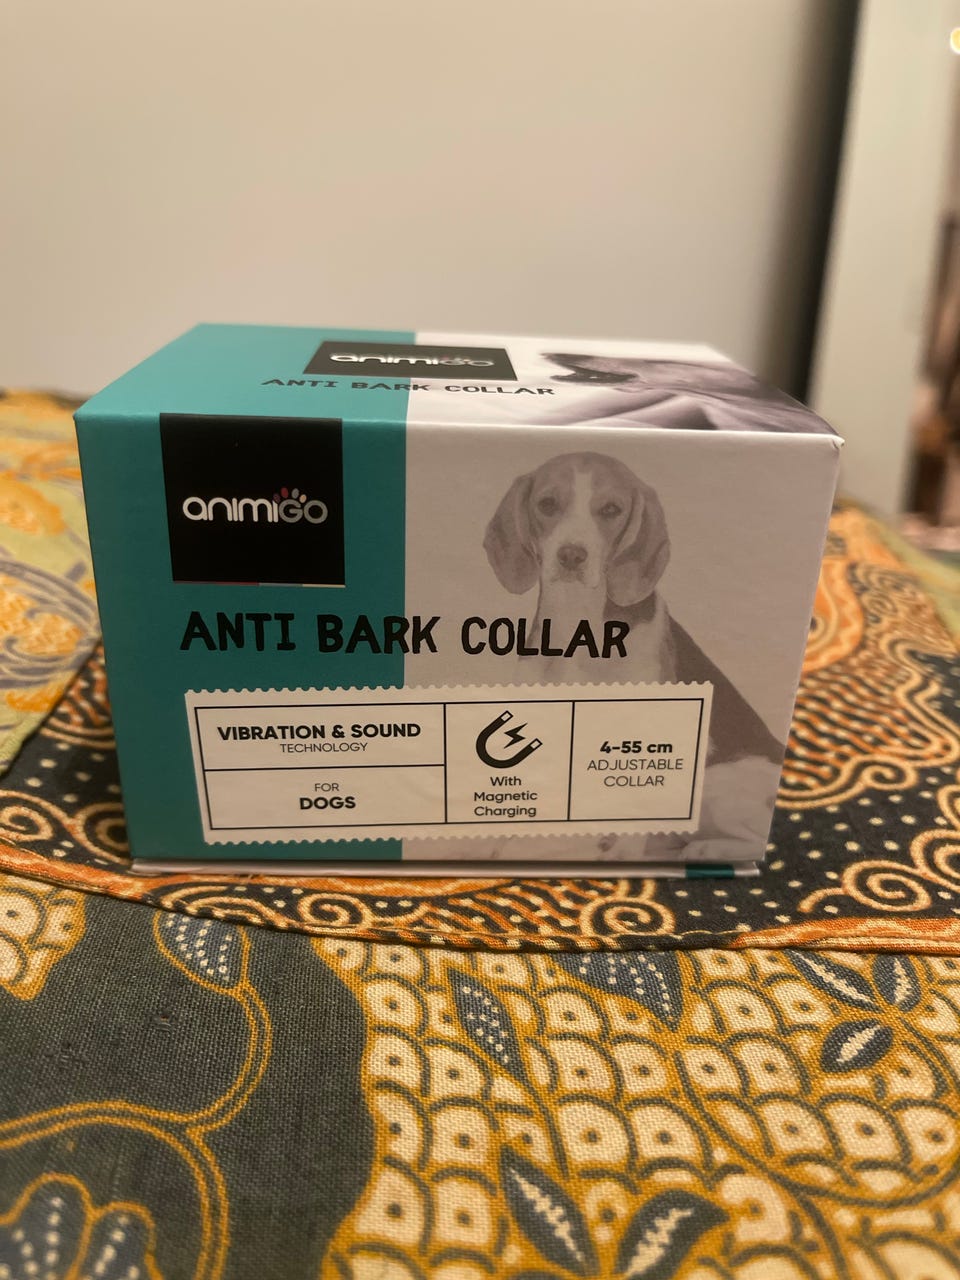 animiGo
ANTI BARK COLLAR
animiGo
ANTI BARK COLLAR
VIBRATION & SOUND
TECHNOLOGY
FOR
DOGS
With
Magnetic
Charging
4-55 cm
ADJUSTABLE
COLLAR